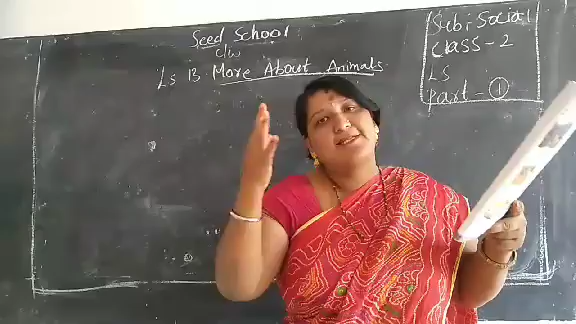 Seed School
C/W
Ls 13 More About Animals
Sub: Social
Class - 2
LS
Part - 1